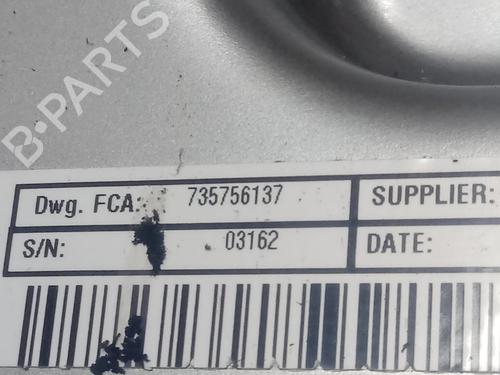 B-PARTS
Dwg. FCA: 735756137 SUPPLIER:
S/N: 03162 DATE: